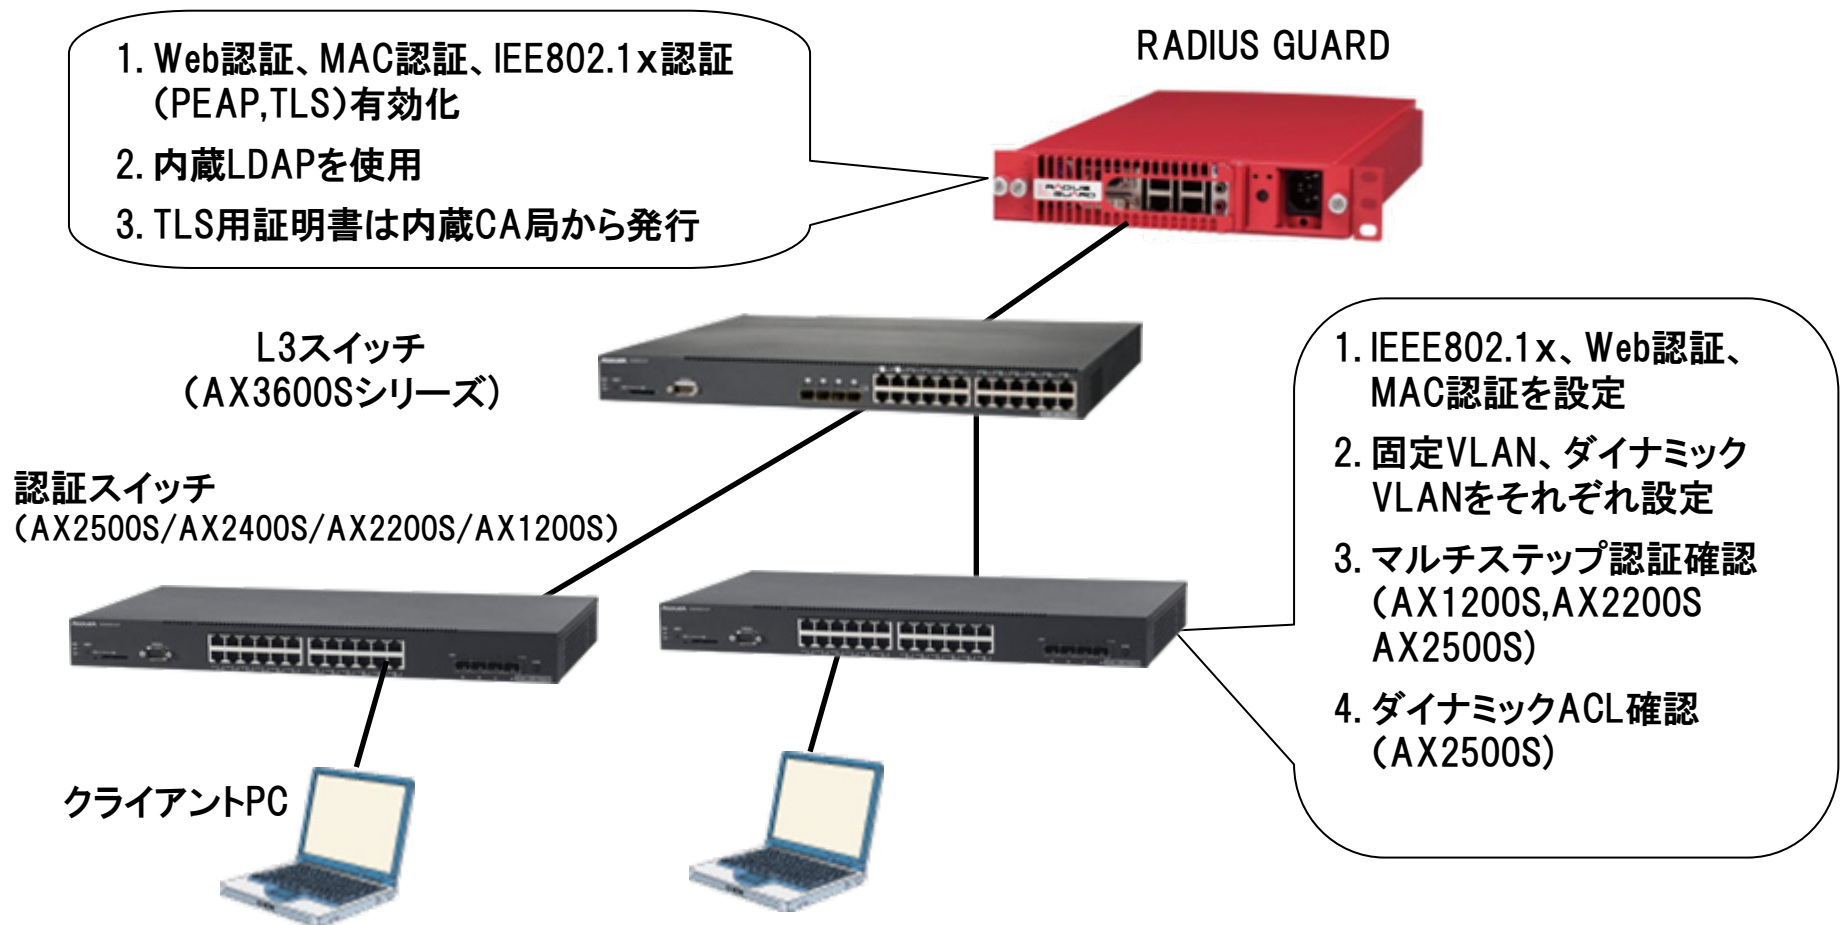 1. Web認証、MAC認証、IEE802.1x認証
（PEAP,TLS）有効化
2. 内蔵LDAPを使用
3. TLS用証明書は内蔵CA局から発行
RADIUS GUARD
RADIUS
GUARD
L3スイッチ
（AX3600Sシリーズ）
認証スイッチ
（AX2500S/AX2400S/AX2200S/AX1200S）
クライアントPC
1. IEEE802.1x、Web認証、
MAC認証を設定
2. 固定VLAN、ダイナミック
VLANをそれぞれ設定
3. マルチステップ認証確認
（AX1200S,AX2200S
AX2500S）
4. ダイナミックACL確認
（AX2500S）